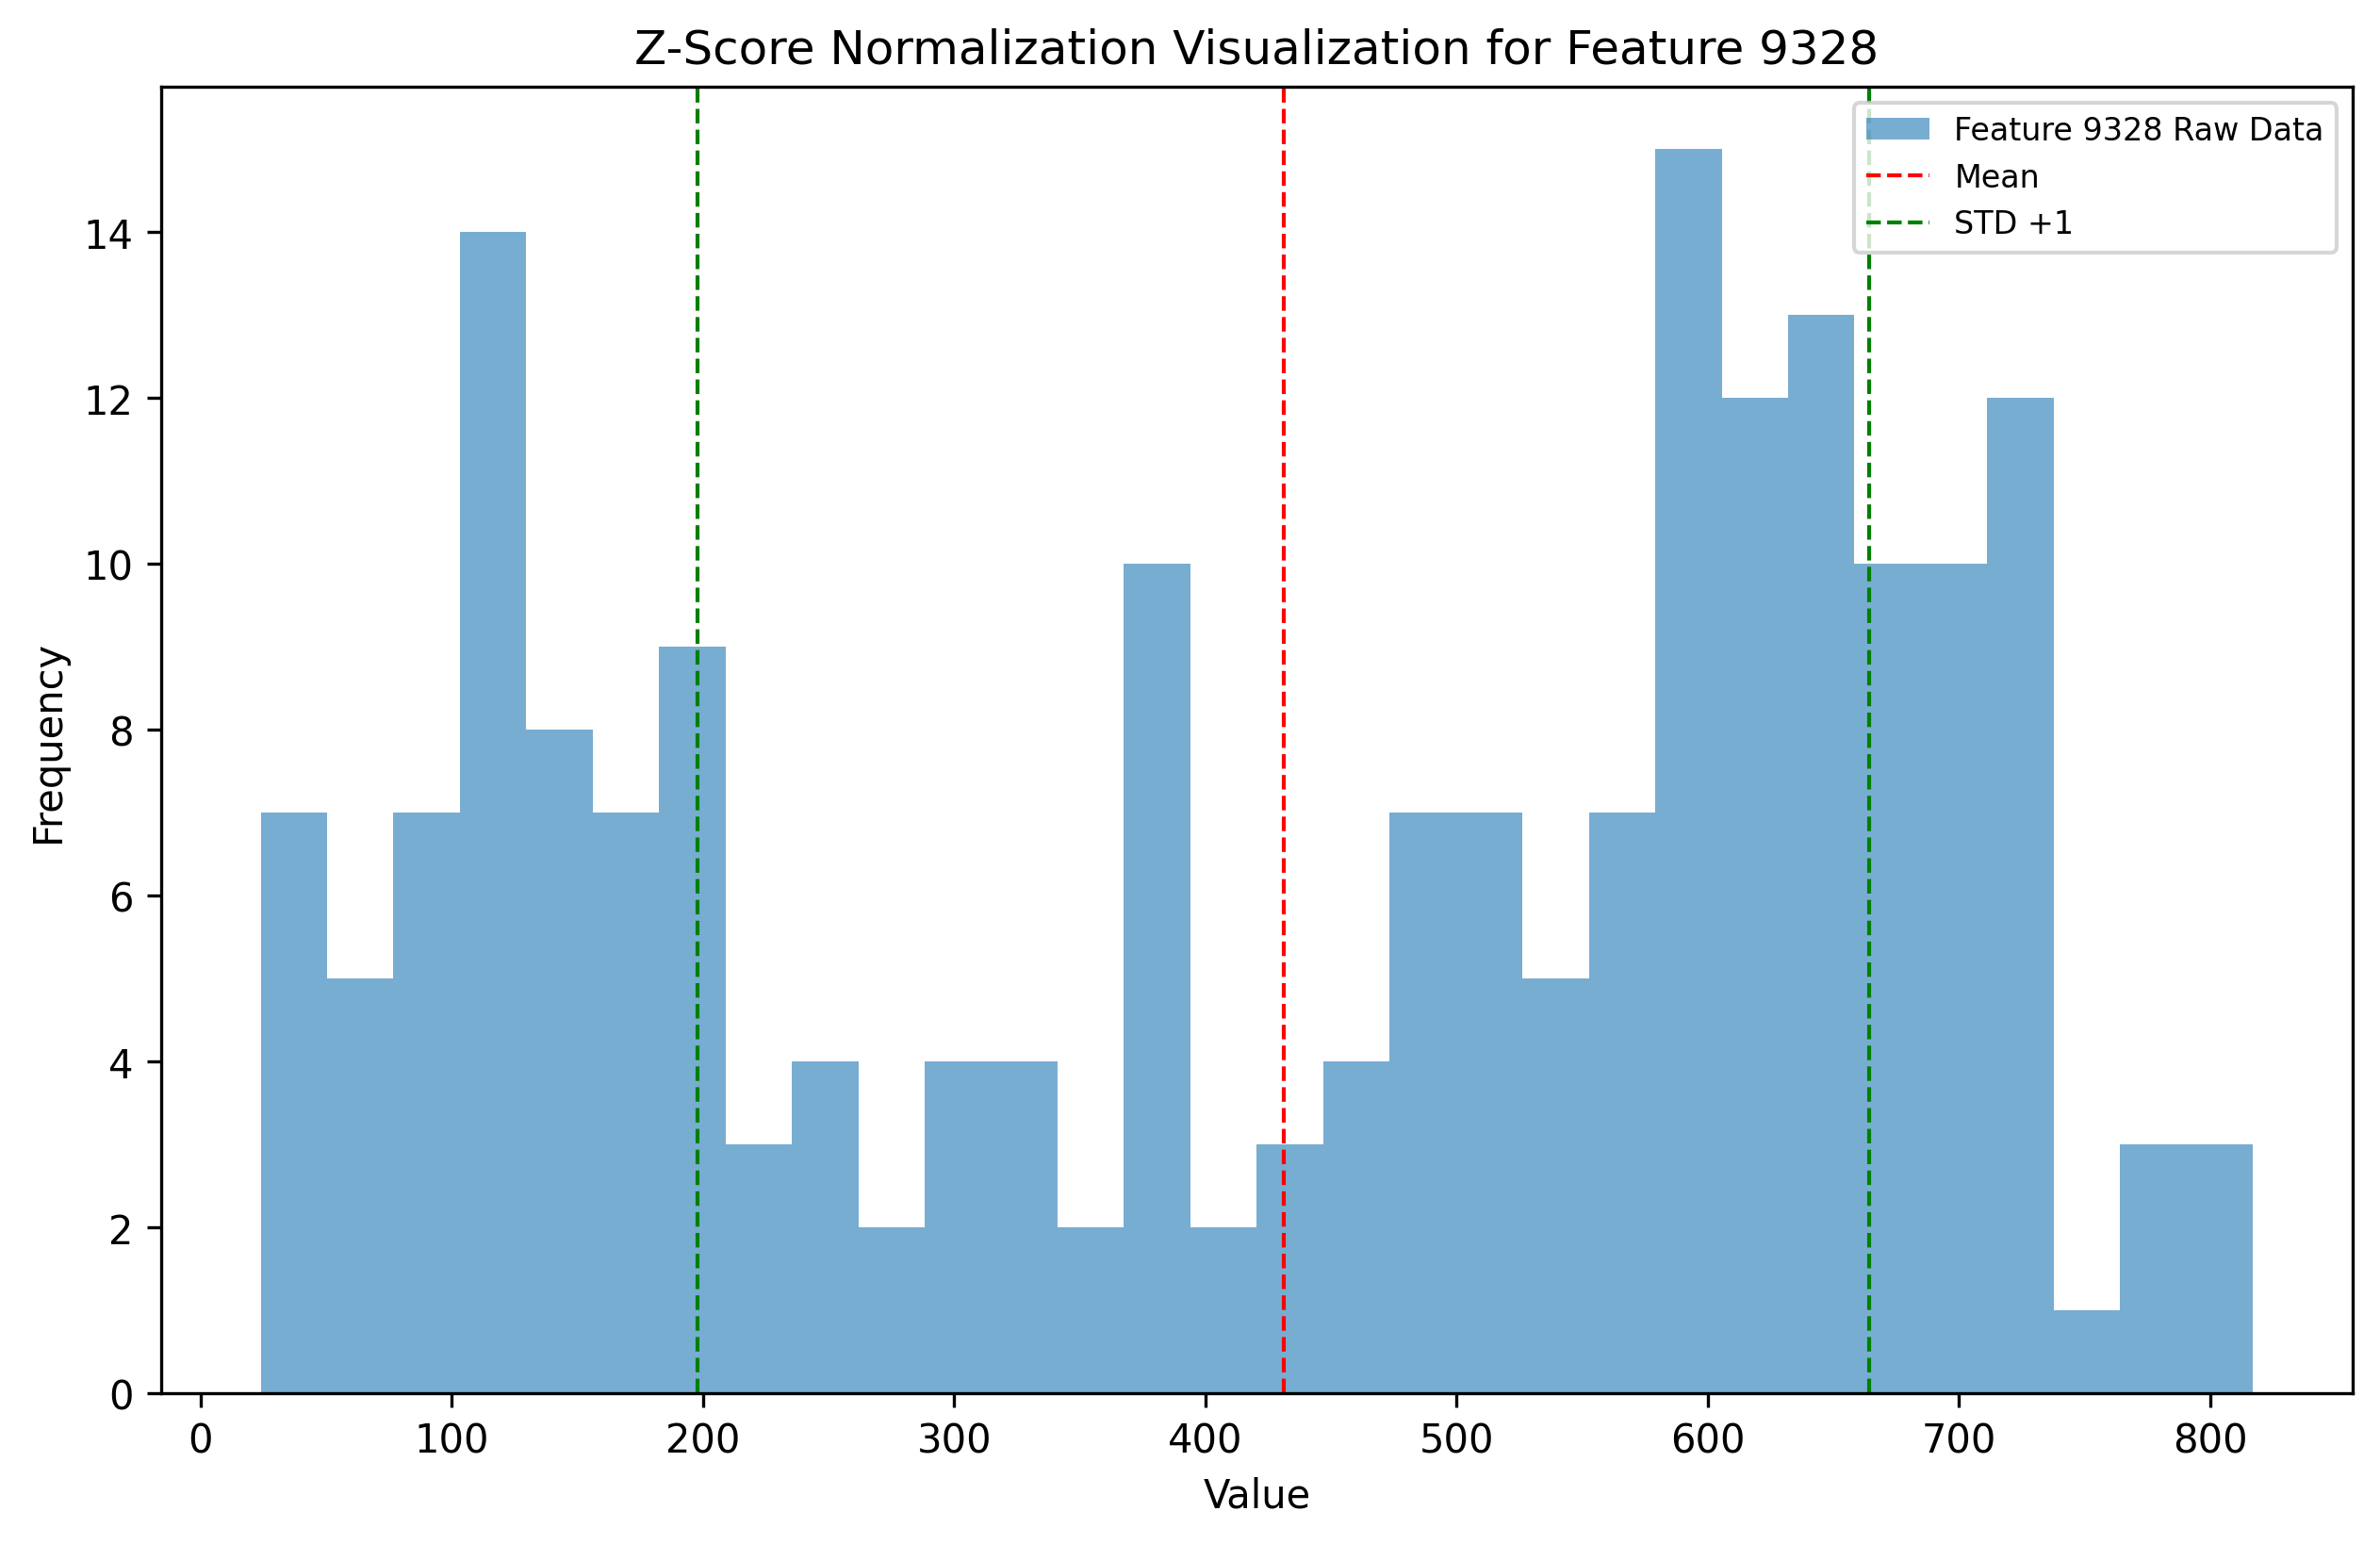 Z-Score Normalization Visualization for Feature 9328
Feature 9328 Raw Data
Mean
STD +1
14
12
10
8
6
4
2
0
Frequency
0 100 200 300 400 500 600 700 800
Value